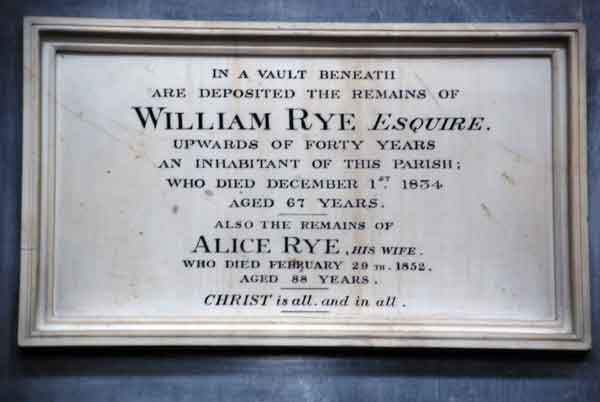 IN A VAULT BENEATH
ARE DEPOSITED THE REMAINS OF
WILLIAM RYE ESQUIRE.
UPWARDS OF FORTY YEARS
AN INHABITANT OF THIS PARISH;
WHO DIED DECEMBER 1ST. 1834
AGED 67 YEARS.
ALSO THE REMAINS OF
ALICE RYE, HIS WIFE.
WHO DIED FEBRUARY 29TH. 1852.
AGED 88 YEARS.
CHRIST is all. and in all.